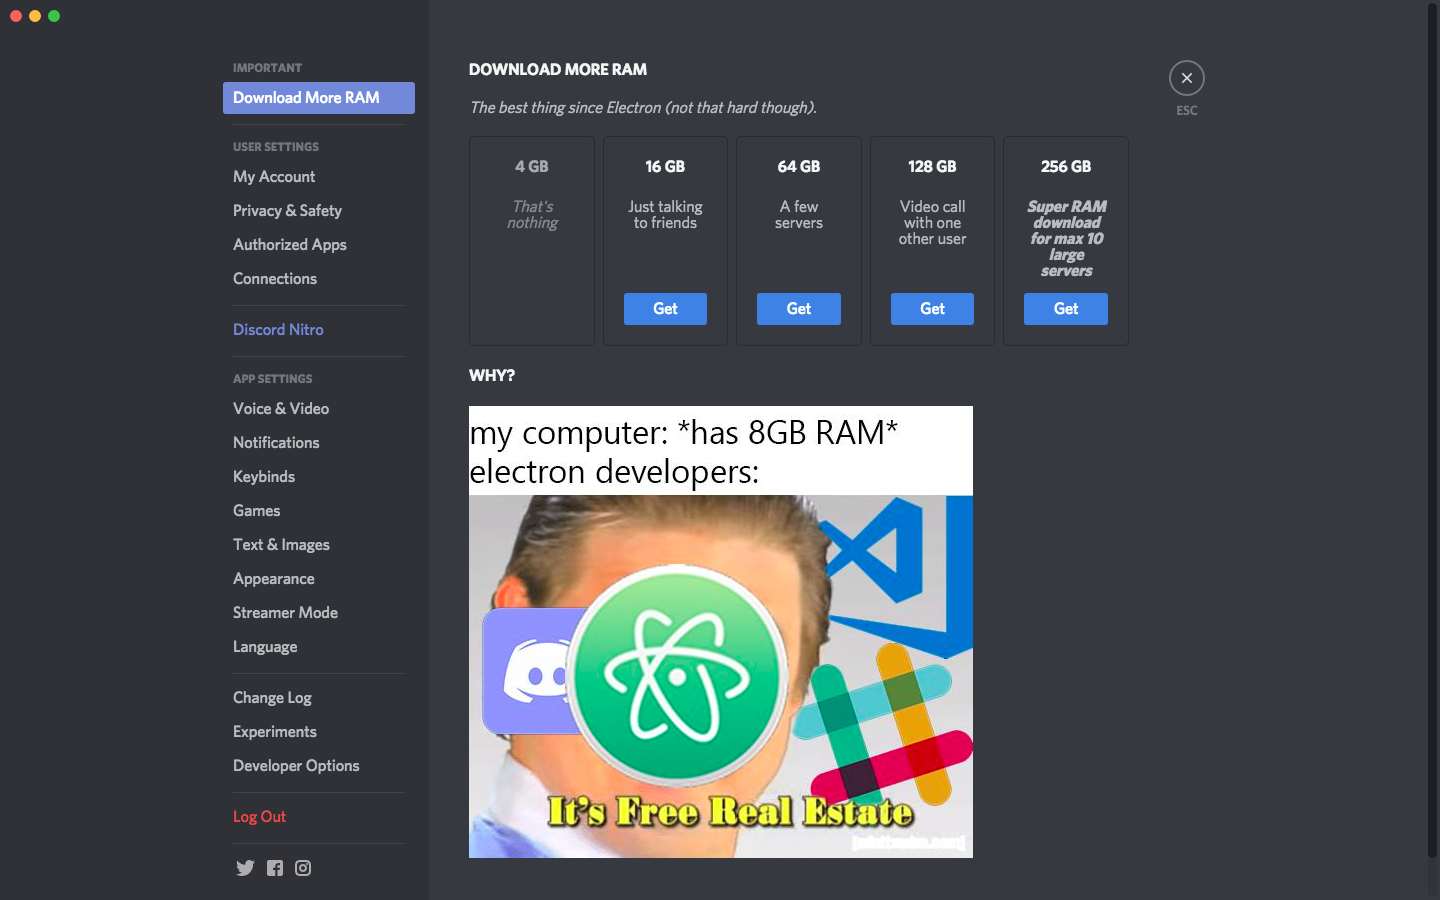 IMPORTANT
Download More RAM
USER SETTINGS
My Account
Privacy & Safety
Authorized Apps
Connections
Discord Nitro
APP SETTINGS
Voice & Video
Notifications
Keybinds
Games
Text & Images
Appearance
Streamer Mode
Language
Change Log
Experiments
Developer Options
Log Out
DOWNLOAD MORE RAM
The best thing since Electron (not that hard though).
ESC
4 GB
That's
nothing
16 GB
Just talking
to friends
Get
64 GB
A few
servers
Get
128 GB
Video call
with one
other user
Get
256 GB
Super RAM
download
for max 10
large
servers
Get
WHY?
my computer: *has 8GB RAM*
electron developers:
It's Free Real Estate